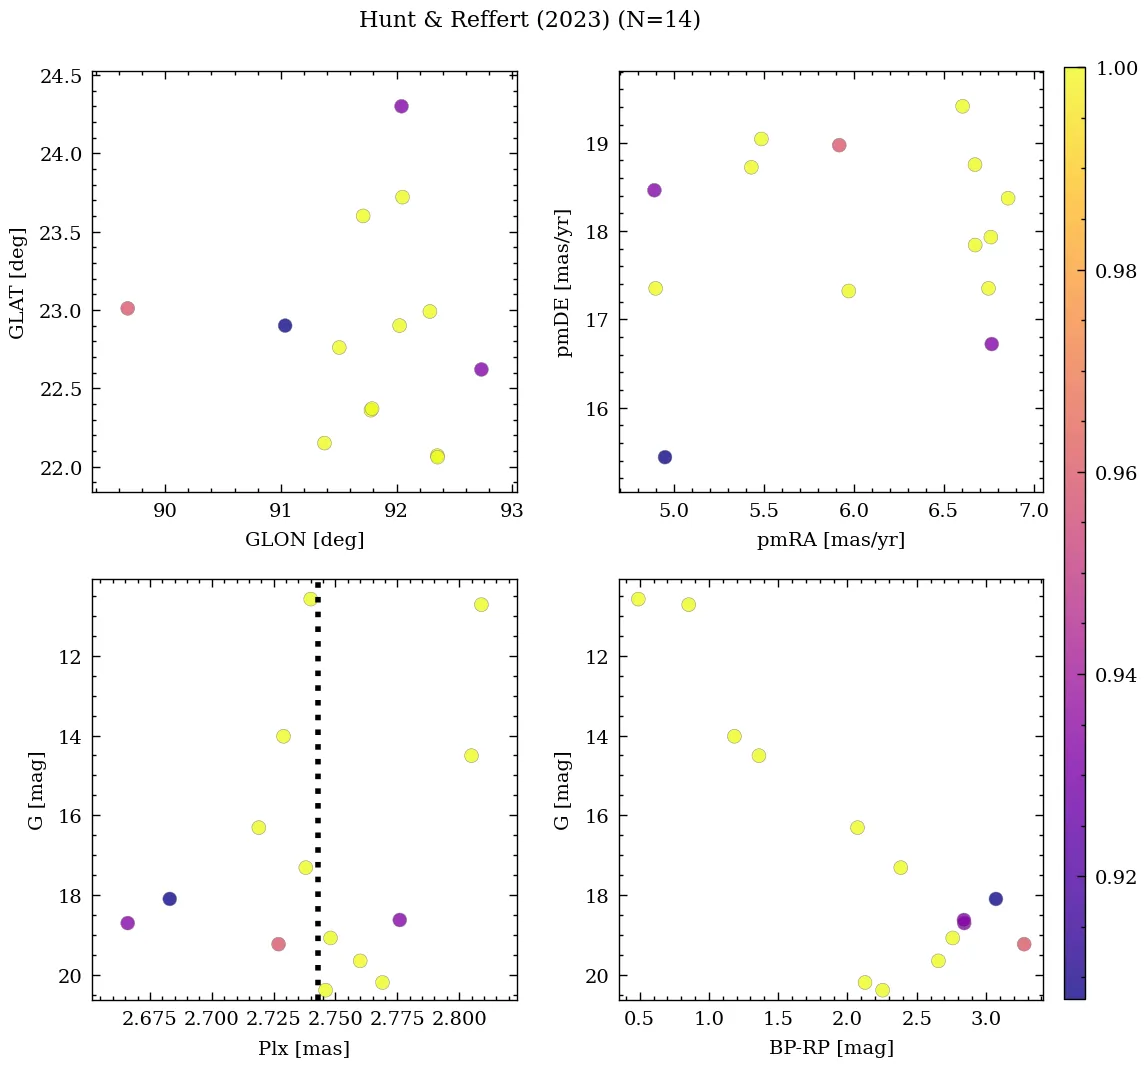 Hunt & Reffert (2023) (N=14)
24.5
24.0
23.5
23.0
22.5
22.0
GLAT [deg]
90 91 92 93
GLON [deg]
19
18
17
16
pmDE [mas/yr]
5.0 5.5 6.0 6.5 7.0
pmRA [mas/yr]
12
14
16
18
20
G [mag]
2.675 2.700 2.725 2.750 2.775 2.800
Plx [mas]
12
14
16
18
20
G [mag]
0.5 1.0 1.5 2.0 2.5 3.0
BP-RP [mag]
1.00
0.98
0.96
0.94
0.92